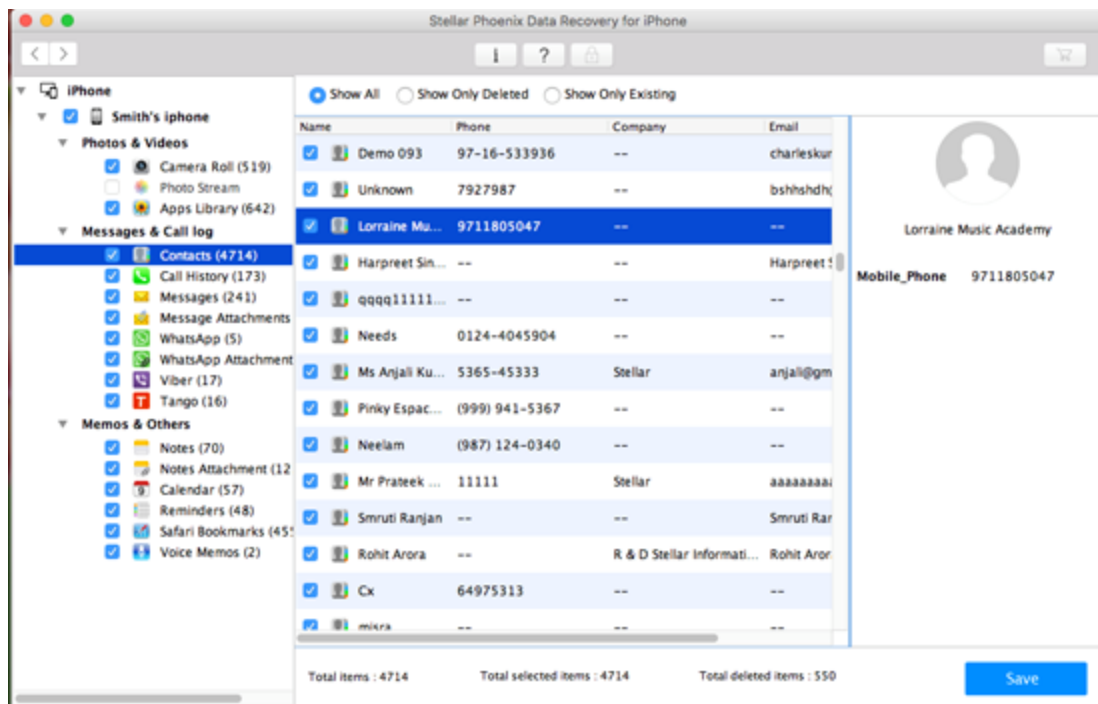 Stellar Phoenix Data Recovery for iPhone
iPhone
Smith's iphone
Photos & Videos
Camera Roll (519)
Photo Stream
Apps Library (642)
Messages & Call log
Contacts (4714)
Call History (173)
Messages (241)
Message Attachments
WhatsApp (5)
WhatsApp Attachment
Viber (17)
Tango (16)
Memos & Others
Notes (70)
Notes Attachment (12
Calendar (57)
Reminders (48)
Safari Bookmarks (45
Voice Memos (2)
Show All Show Only Deleted Show Only Existing
Name Phone Company Email
Demo 093 97-16-533936 -- charleskur
Unknown 7927987 -- bshhshdh(
Lorraine Mu... 9711805047 -- --
Harpreet Sin... -- -- Harpreet S
qqqq11111... -- -- --
Needs 0124-4045904 -- --
Ms Anjali Ku... 5365-45333 Stellar anjali@gm
Pinky Espac... (999) 941-5367 -- --
Neelam (987) 124-0340 -- --
Mr Prateek ... 11111 Stellar
Smruti Ranjan -- -- Smruti Rar
Rohit Arora -- R & D Stellar Informati... Rohit Aror
Cx 64975313 -- --
misra -- -- --
Lorraine Music Academy
Mobile_Phone 9711805047
Total items : 4714 Total selected items : 4714 Total deleted items : 550
Save